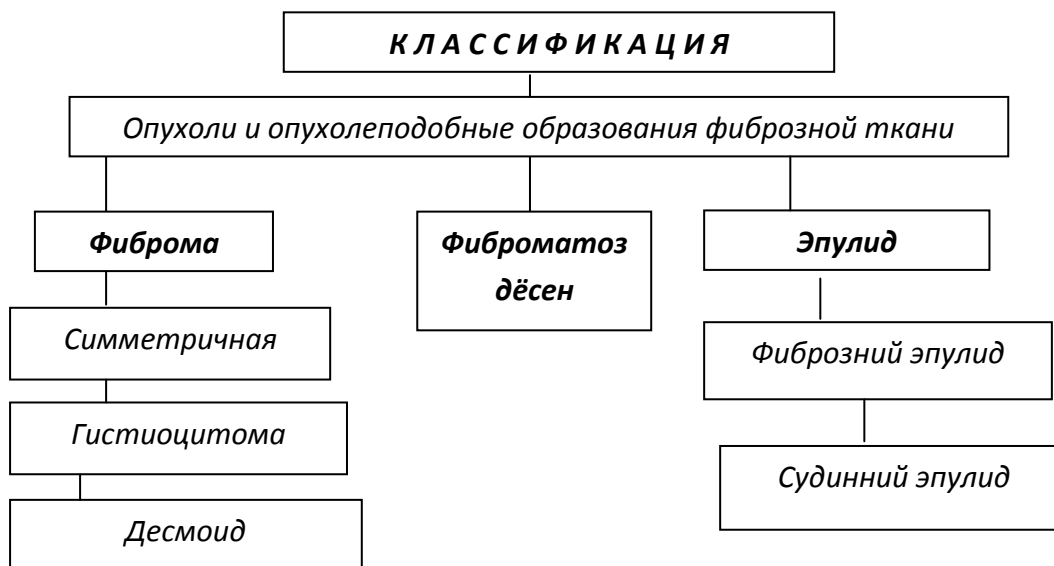 К Л А С С И Ф И К А Ц И Я
Опухоли и опухолеподобные образования фиброзной ткани
Фиброма
Фиброматоз
дёсен
Эпулид
Симметричная
Фиброзний эпулид
Гистиоцитома
Судинний эпулид
Десмоид